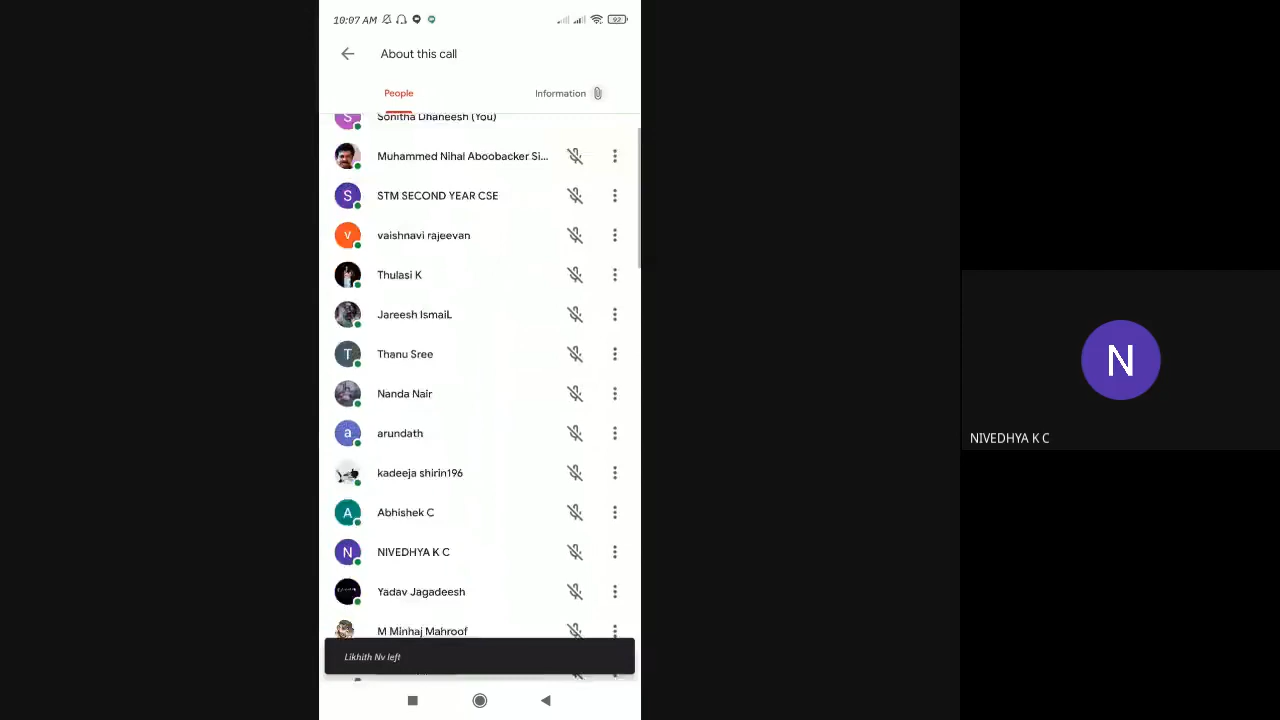 10:07 AM 92
About this call
People Information
S Sonitha Dhaneesh (You)
Muhammed Nihal Aboobacker Si...
S STM SECOND YEAR CSE
v vaishnavi rajeevan
Thulasi K
Jareesh IsmaiL
T Thanu Sree
Nanda Nair
a arundath
kadeeja shirin196
A Abhishek C
N NIVEDHYA K C
Yadav Jagadeesh
M Minhaj Mahroof
Likhith Nv left
N
NIVEDHYA K C